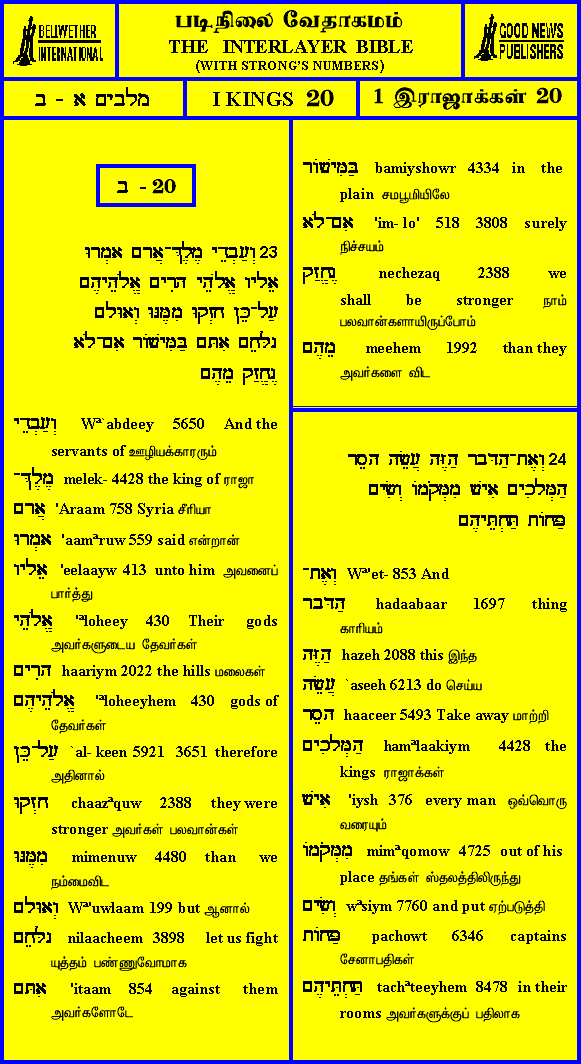 BELLWETHER
INTERNATIONAL
படிநிலை வேதாகமம்
THE INTERLAYER BIBLE
(WITH STRONG'S NUMBERS)
GOOD NEWS
PUBLISHERS
מלכים א - ב
I KINGS 20
1 இராஜாக்கள் 20
ב - 20
23 וְעַבְדֵי מֶלֶךְ־אֲרָם אָמְרוּ
אֵלָיו אֱלֹהֵי הָרִים אֱלֹהֵיהֶם
עַל־כֵּן חָזְקוּ מִמֶּנּוּ וְאוּלָם
נִלָּחֵם אִתָּם בַּמִּישׁוֹר אִם־לֹא
נֶחֱזַק מֵהֶם
וְעַבְדֵי Wª`abdeey 5650 And the
servants of ஊழியக்காரரும்
מֶלֶךְ־ melek- 4428 the king of ராஜா
אֲרָם 'Araam 758 Syria சீரியா
אָמְרוּ 'aamªruw 559 said என்றான்
אֵלָיו 'eelaayw 413 unto him அவனைப்
பார்த்து
אֱלֹהֵי 'ªloheey 430 Their gods
அவர்களுடைய தேவர்கள்
הָרִים haariym 2022 the hills மலைகள்
אֱלֹהֵיהֶם 'ªloheeyhem 430 gods of
தேவர்கள்
עַל־כֵּן `al- keen 5921 3651 therefore
அதினால்
חָזְקוּ chaazªquw 2388 they were
stronger அவர்கள் பலவான்கள்
מִמֶּנּוּ mimenuw 4480 than we
நம்மைவிட
וְאוּלָם Wª'uwlaam 199 but ஆனால்
נִלָּחֵם nilaacheem 3898 let us fight
யுத்தம் பண்ணுவோமாக
אִתָּם 'itaam 854 against them
அவர்களோடே
בַּמִּישׁוֹר bamiyshowr 4334 in the
plain சமபூமியிலே
אִם־לֹא 'im- lo' 518 3808 surely
நிச்சயம்
נֶחֱזַק nechezaq 2388 we
shall be stronger நாம்
பலவான்களாயிருப்போம்
מֵהֶם meehem 1992 than they
அவர்களை விட
24 וְאֶת־הַדָּבָר הַזֶּה עֲשֵׂה הָסֵר
הַמְּלָכִים אִישׁ מִמְּקֹמוֹ וְשִׂים
פַּחוֹת תַּחְתֵּיהֶם
וְאֶת־ Wª'et- 853 And
הַדָּבָר hadaabaar 1697 thing
காரியம்
הַזֶּה hazeh 2088 this இந்த
עֲשֵׂה `aseeh 6213 do செய்ய
הָסֵר haaceer 5493 Take away மாற்றி
הַמְּלָכִים hamªlaakiym 4428 the
kings ராஜாக்கள்
אִישׁ 'iysh 376 every man ஒவ்வொரு
வரையும்
מִמְּקֹמוֹ mimªqomow 4725 out of his
place தங்கள் ஸ்தலத்திலிருந்து
וְשִׂים wªsiym 7760 and put ஏற்படுத்தி
פַּחוֹת pachowt 6346 captains
சேனாபதிகள்
תַּחְתֵּיהֶם tachªteeyhem 8478 in their
rooms அவர்களுக்குப் பதிலாக